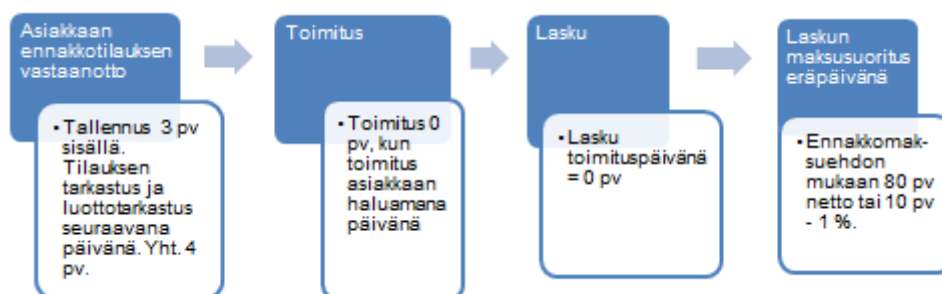 Asiakkaan
ennakkotilauksen
vastaanotto
• Tallennus 3 pv
sisällä.
Tilauksen
tarkastus ja
luottotarkastus
seuraavana
päivänä. Yht. 4
pv.
Toimitus
• Toimitus 0
pv, kun
toimitus
asiakkaan
haluamana
päivänä
Lasku
• Lasku
toimituspäivänä
= 0 pv
Laskun
maksusuoritus
eräpäivänä
• Ennakkomak-
suehdon
mukaan 80 pv
netto tai 10 pv
- 1 %.